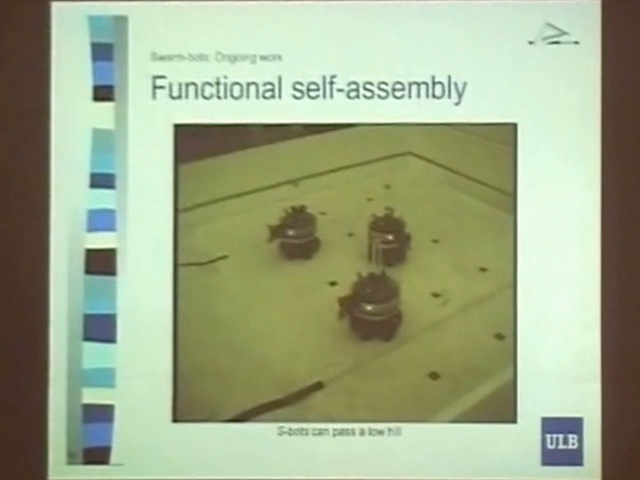 Swarm-bots: Ongoing work
Functional self-assembly
S-bots can pass a low hill
ULB